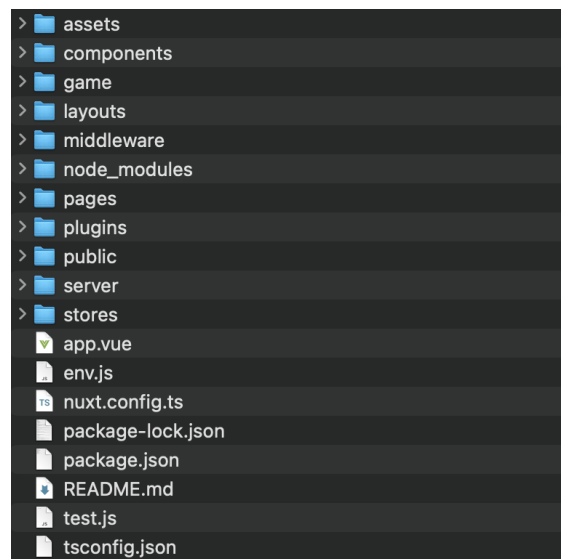 assets
components
game
layouts
middleware
node_modules
pages
plugins
public
server
stores
app.vue
env.js
nuxt.config.ts
package-lock.json
package.json
README.md
test.js
tsconfig.json